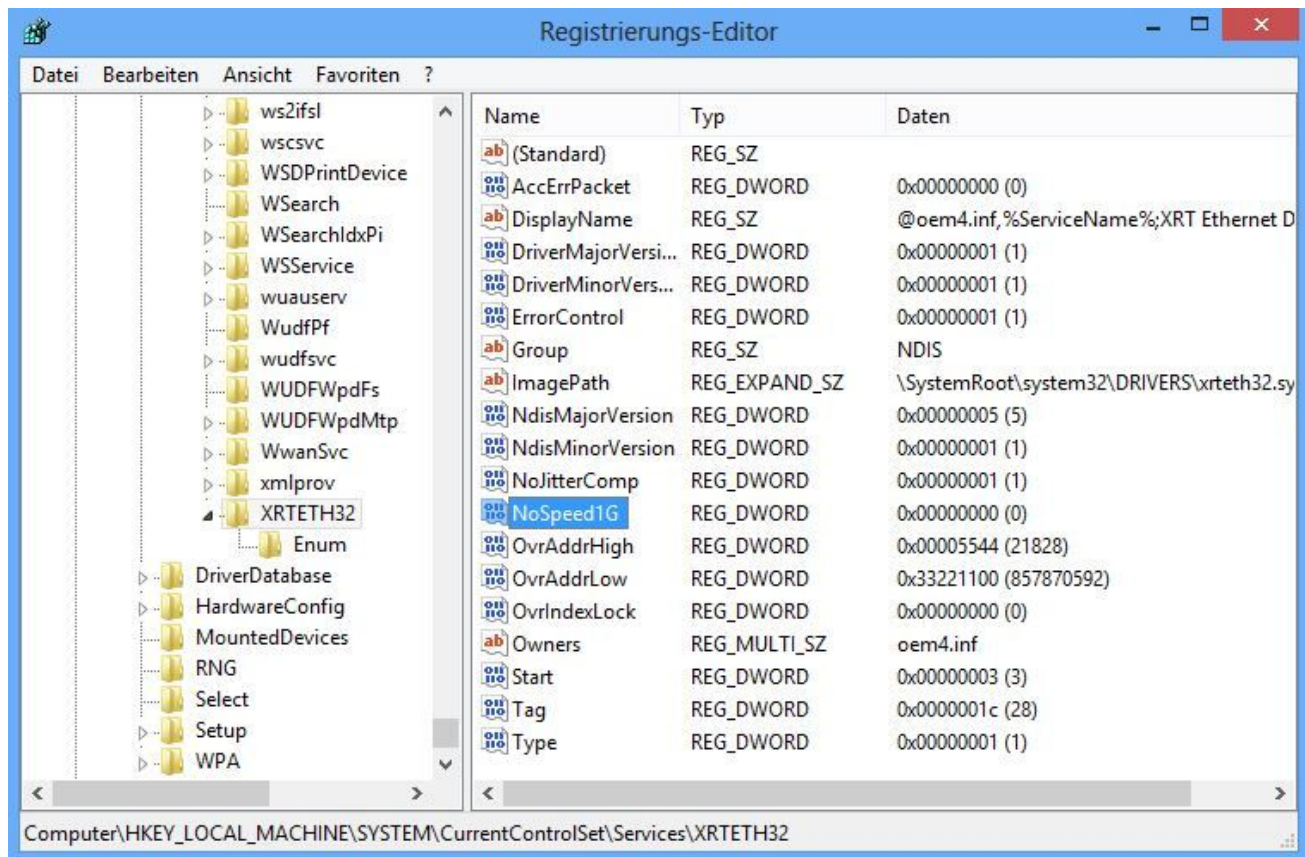 Registrierungs-Editor
Datei Bearbeiten Ansicht Favoriten ?
ws2ifsl
wscsvc
WSDPrintDevice
WSearch
WSearchIdxPi
WSService
wuauserv
WudfPf
wudfsvc
WUDFWpdFs
WUDFWpdMtp
WwanSvc
xmlprov
XRTETH32
Enum
DriverDatabase
HardwareConfig
MountedDevices
RNG
Select
Setup
WPA
Name Typ Daten
(Standard) REG_SZ
AccErrPacket REG_DWORD 0x00000000 (0)
DisplayName REG_SZ @oem4.inf,%ServiceName%;XRT Ethernet D
DriverMajorVersi... REG_DWORD 0x00000001 (1)
DriverMinorVers... REG_DWORD 0x00000001 (1)
ErrorControl REG_DWORD 0x00000001 (1)
Group REG_SZ NDIS
ImagePath REG_EXPAND_SZ \SystemRoot\system32\DRIVERS\xrteth32.sy
NdisMajorVersion REG_DWORD 0x00000005 (5)
NdisMinorVersion REG_DWORD 0x00000001 (1)
NoJitterComp REG_DWORD 0x00000001 (1)
NoSpeed1G REG_DWORD 0x00000000 (0)
OvrAddrHigh REG_DWORD 0x00005544 (21828)
OvrAddrLow REG_DWORD 0x33221100 (857870592)
OvrIndexLock REG_DWORD 0x00000000 (0)
Owners REG_MULTI_SZ oem4.inf
Start REG_DWORD 0x00000003 (3)
Tag REG_DWORD 0x0000001c (28)
Type REG_DWORD 0x00000001 (1)
Computer\HKEY_LOCAL_MACHINE\SYSTEM\CurrentControlSet\Services\XRTETH32